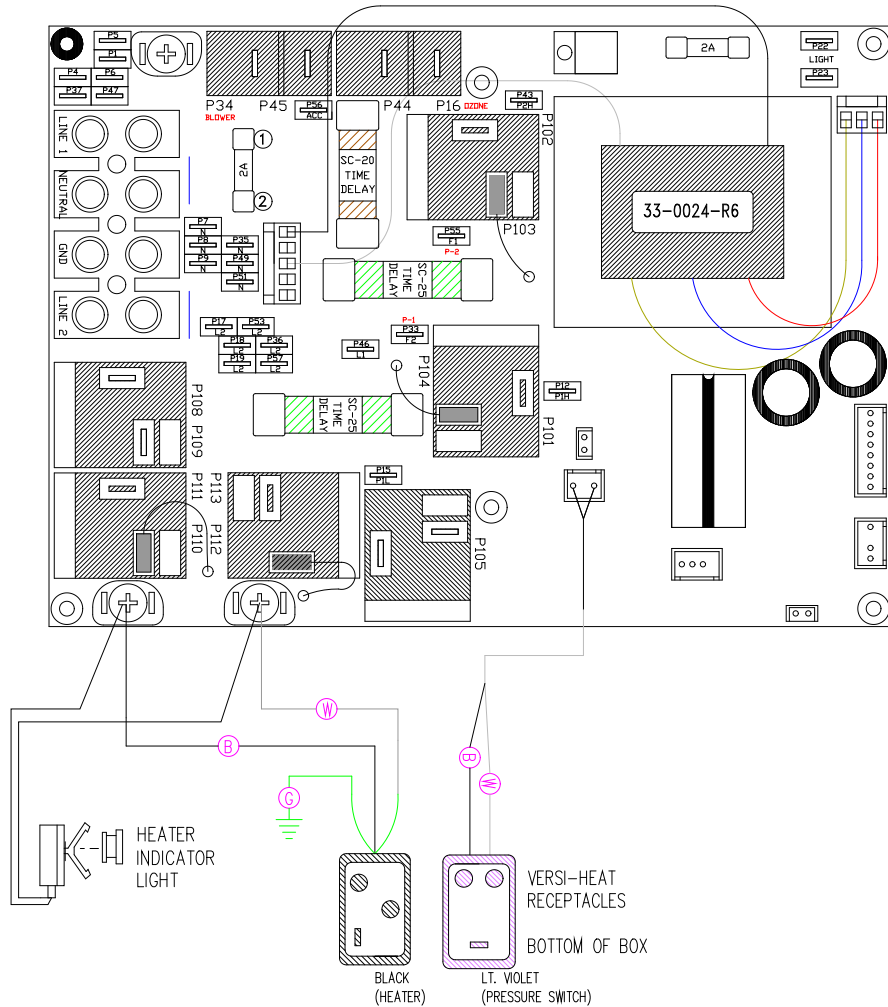 P5
P1
P4
P6
P37
P47
P34
BLOWER
P45
P56
ACC
P44
P16
OZONE
P43
P2H
2A
P22
LIGHT
P23
LINE 1
NEUTRAL
GND
LINE 2
1
2A
2
SC-20
TIME
DELAY
P102
P103
33-0024-R6
P7
N
P8
N
P9
N
P35
N
P49
N
P51
N
P55
F1
P-2
SC-25
TIME
DELAY
P17
L2
P53
L2
P18
L2
P36
L2
P19
L2
P57
L2
P-1
P33
F2
P46
L1
P104
P101
P12
P1H
SC-25
TIME
DELAY
P108
P109
P111
P110
P113
P112
P15
P1L
P105
W
B
G
B
W
HEATER
INDICATOR
LIGHT
VERSI-HEAT
RECEPTACLES
BOTTOM OF BOX
BLACK
(HEATER)
LT. VIOLET
(PRESSURE SWITCH)